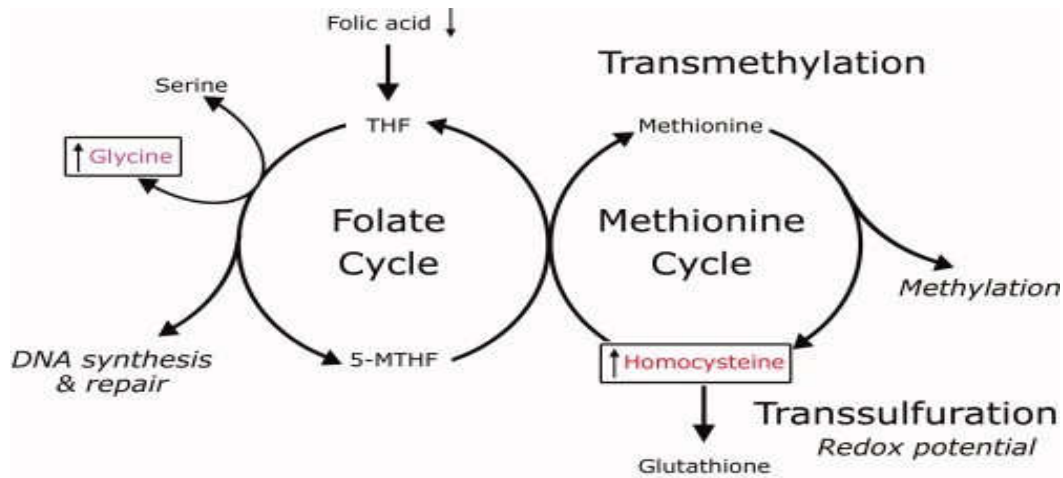 Folic acid ↓
Transmethylation
Serine
THF
Methionine
↑ Glycine
Folate
Cycle
Methionine
Cycle
Methylation
DNA synthesis
& repair
5-MTHF
↑ Homocysteine
Transsulfuration
Redox potential
Glutathione